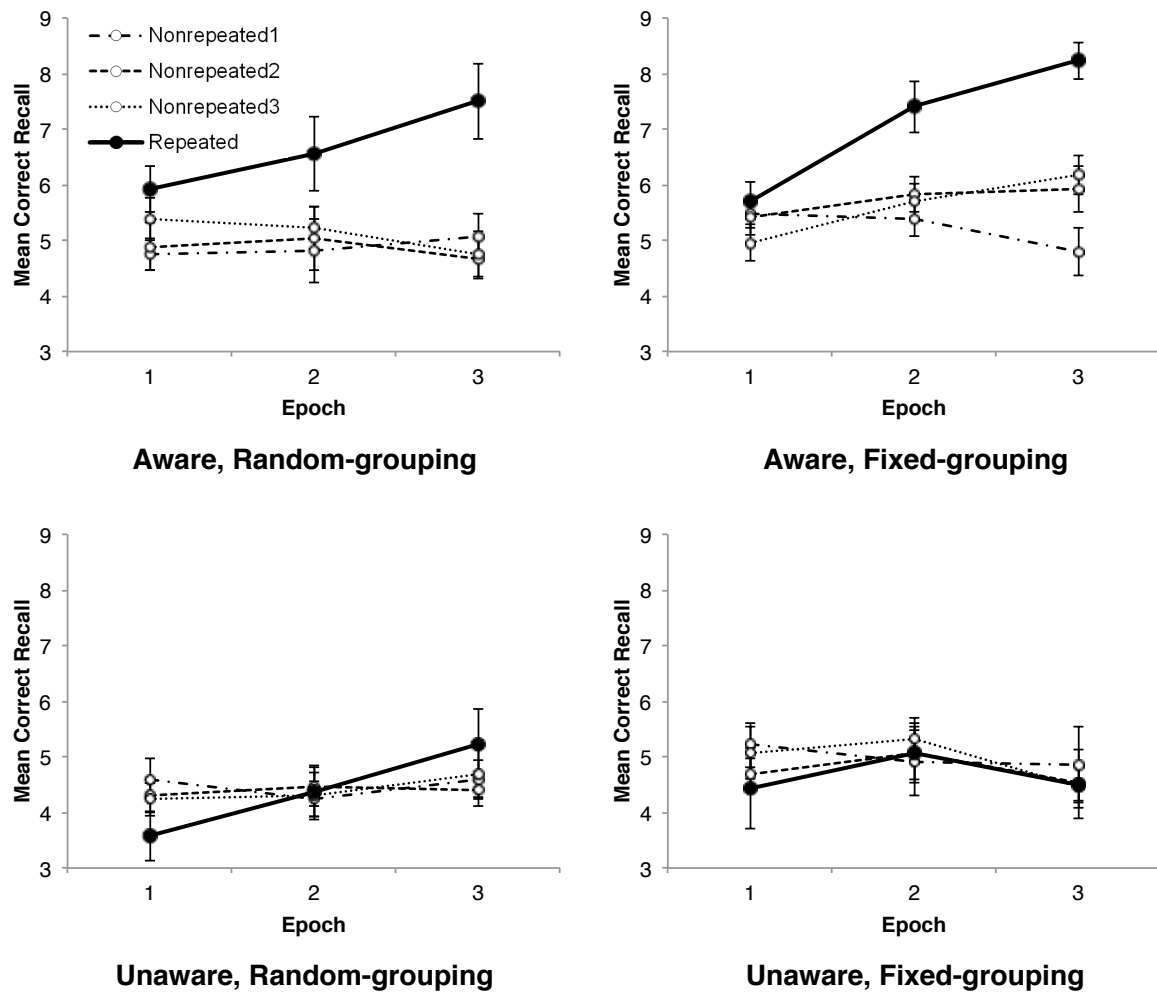 9
8
7
6
5
4
3
Mean Correct Recall
Nonrepeated1
Nonrepeated2
Nonrepeated3
Repeated
1 2 3
Epoch
Aware, Random-grouping
9
8
7
6
5
4
3
Mean Correct Recall
1 2 3
Epoch
Aware, Fixed-grouping
9
8
7
6
5
4
3
Mean Correct Recall
1 2 3
Epoch
Unaware, Random-grouping
9
8
7
6
5
4
3
Mean Correct Recall
1 2 3
Epoch
Unaware, Fixed-grouping